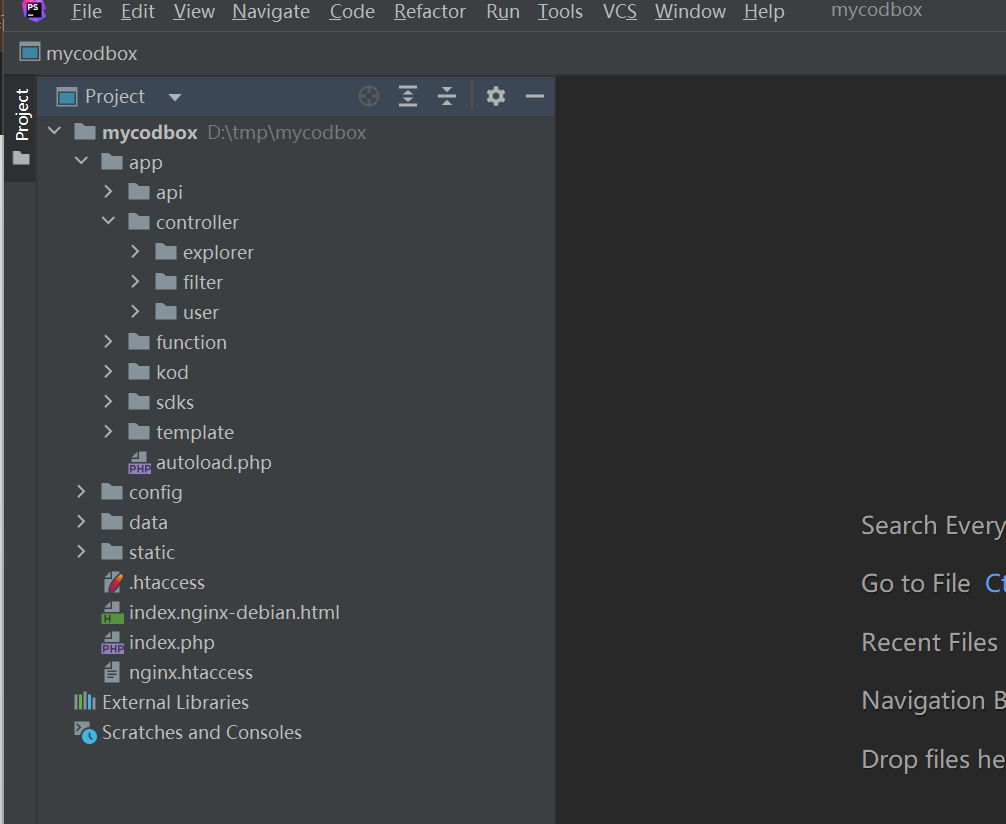 PS
File Edit View Navigate Code Refactor Run Tools VCS Window Help mycodbox
mycodbox
Project
Project
mycodbox D:\tmp\mycodbox
app
api
controller
explorer
filter
user
function
kod
sdks
template
PHP autoload.php
config
data
static
.htaccess
H index.nginx-debian.html
PHP index.php
nginx.htaccess
External Libraries
Scratches and Consoles
Search Every
Go to File Ct
Recent Files
Navigation B
Drop files he